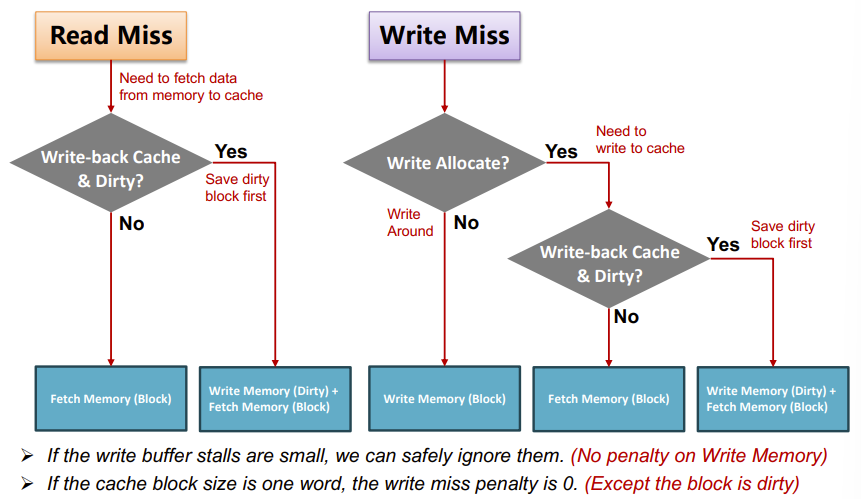 Read Miss
Need to fetch data
from memory to cache
Write-back Cache
& Dirty?
Yes
Save dirty
block first
No
Fetch Memory (Block)
Write Memory (Dirty) +
Fetch Memory (Block)
Write Miss
Write Allocate?
Yes
Need to
write to cache
Write
Around
No
Write-back Cache
& Dirty?
Yes
Save dirty
block first
No
Write Memory (Block)
Fetch Memory (Block)
Write Memory (Dirty) +
Fetch Memory (Block)
➢ If the write buffer stalls are small, we can safely ignore them. (No penalty on Write Memory)
➢ If the cache block size is one word, the write miss penalty is 0. (Except the block is dirty)